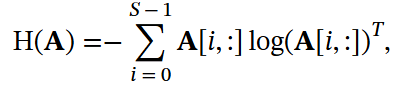 H(A) = − ∑_{i=0}^{S−1} A[i,:] log(A[i,:])^T,